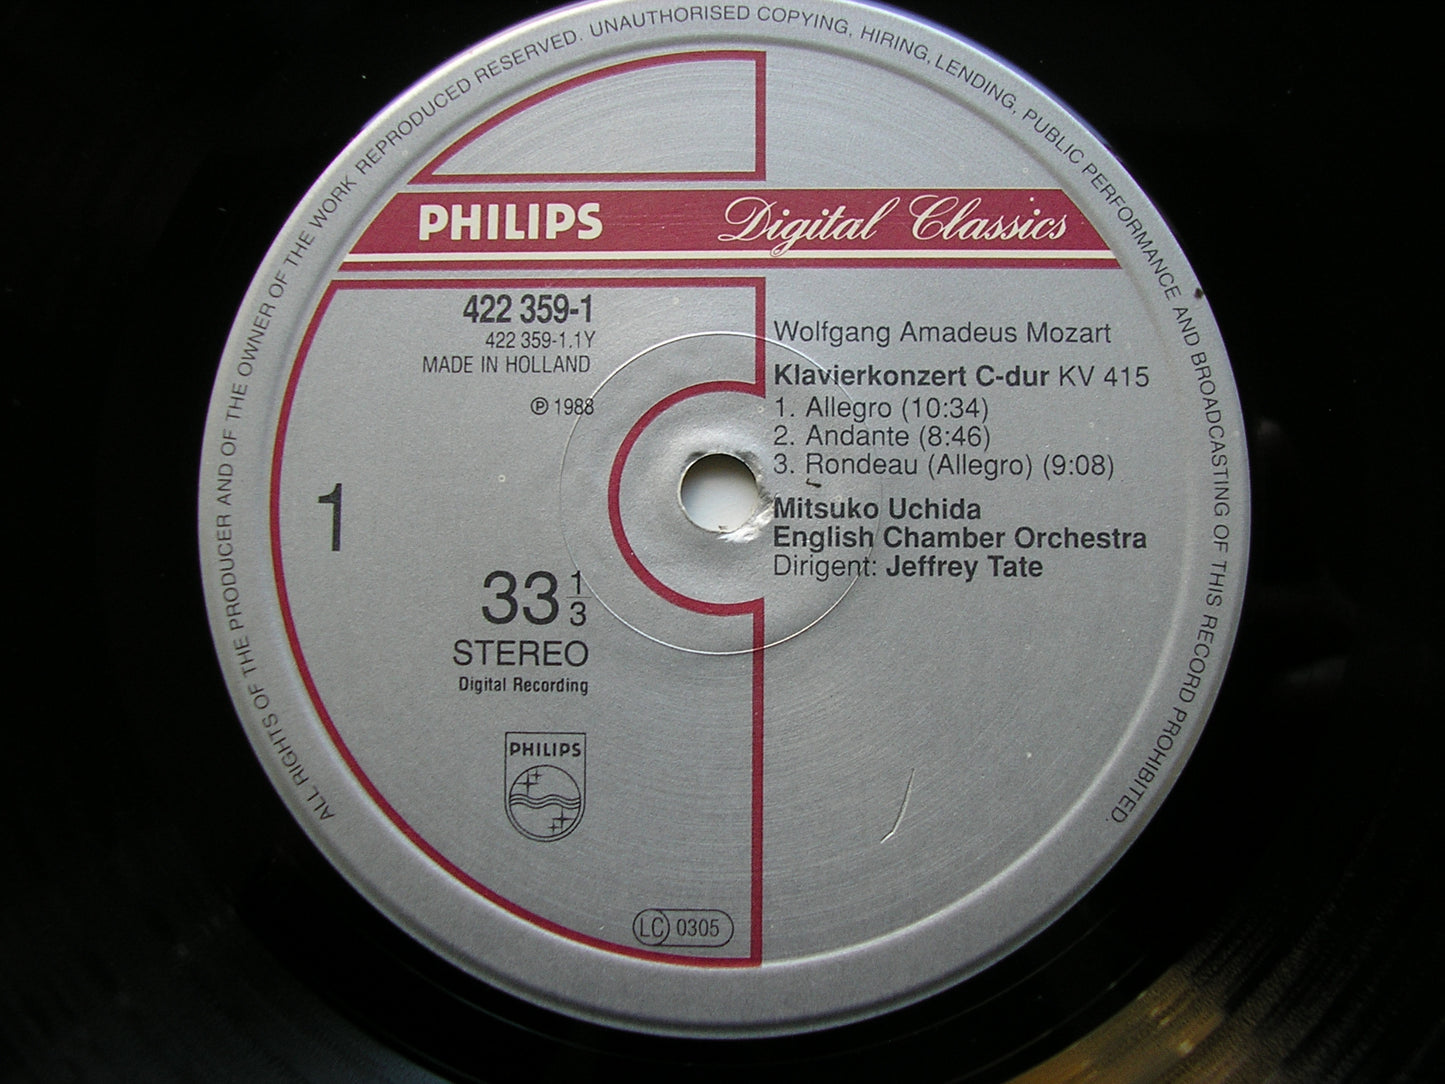 ALL RIGHTS OF THE PRODUCER AND OF THE OWNER OF THE WORK REPRODUCED RESERVED. UNAUTHORISED COPYING, HIRING, LENDING, PUBLIC PERFORMANCE AND BROADCASTING OF THIS RECORD PROHIBITED.
PHILIPS Digital Classics
422 359-1
422 359-1.1Y
MADE IN HOLLAND
℗ 1988
1
33 1/3
STEREO
Digital Recording
PHILIPS
LC 0305
Wolfgang Amadeus Mozart
Klavierkonzert C-dur KV 415
1. Allegro (10:34)
2. Andante (8:46)
3. Rondeau (Allegro) (9:08)
Mitsuko Uchida
English Chamber Orchestra
Dirigent: Jeffrey Tate